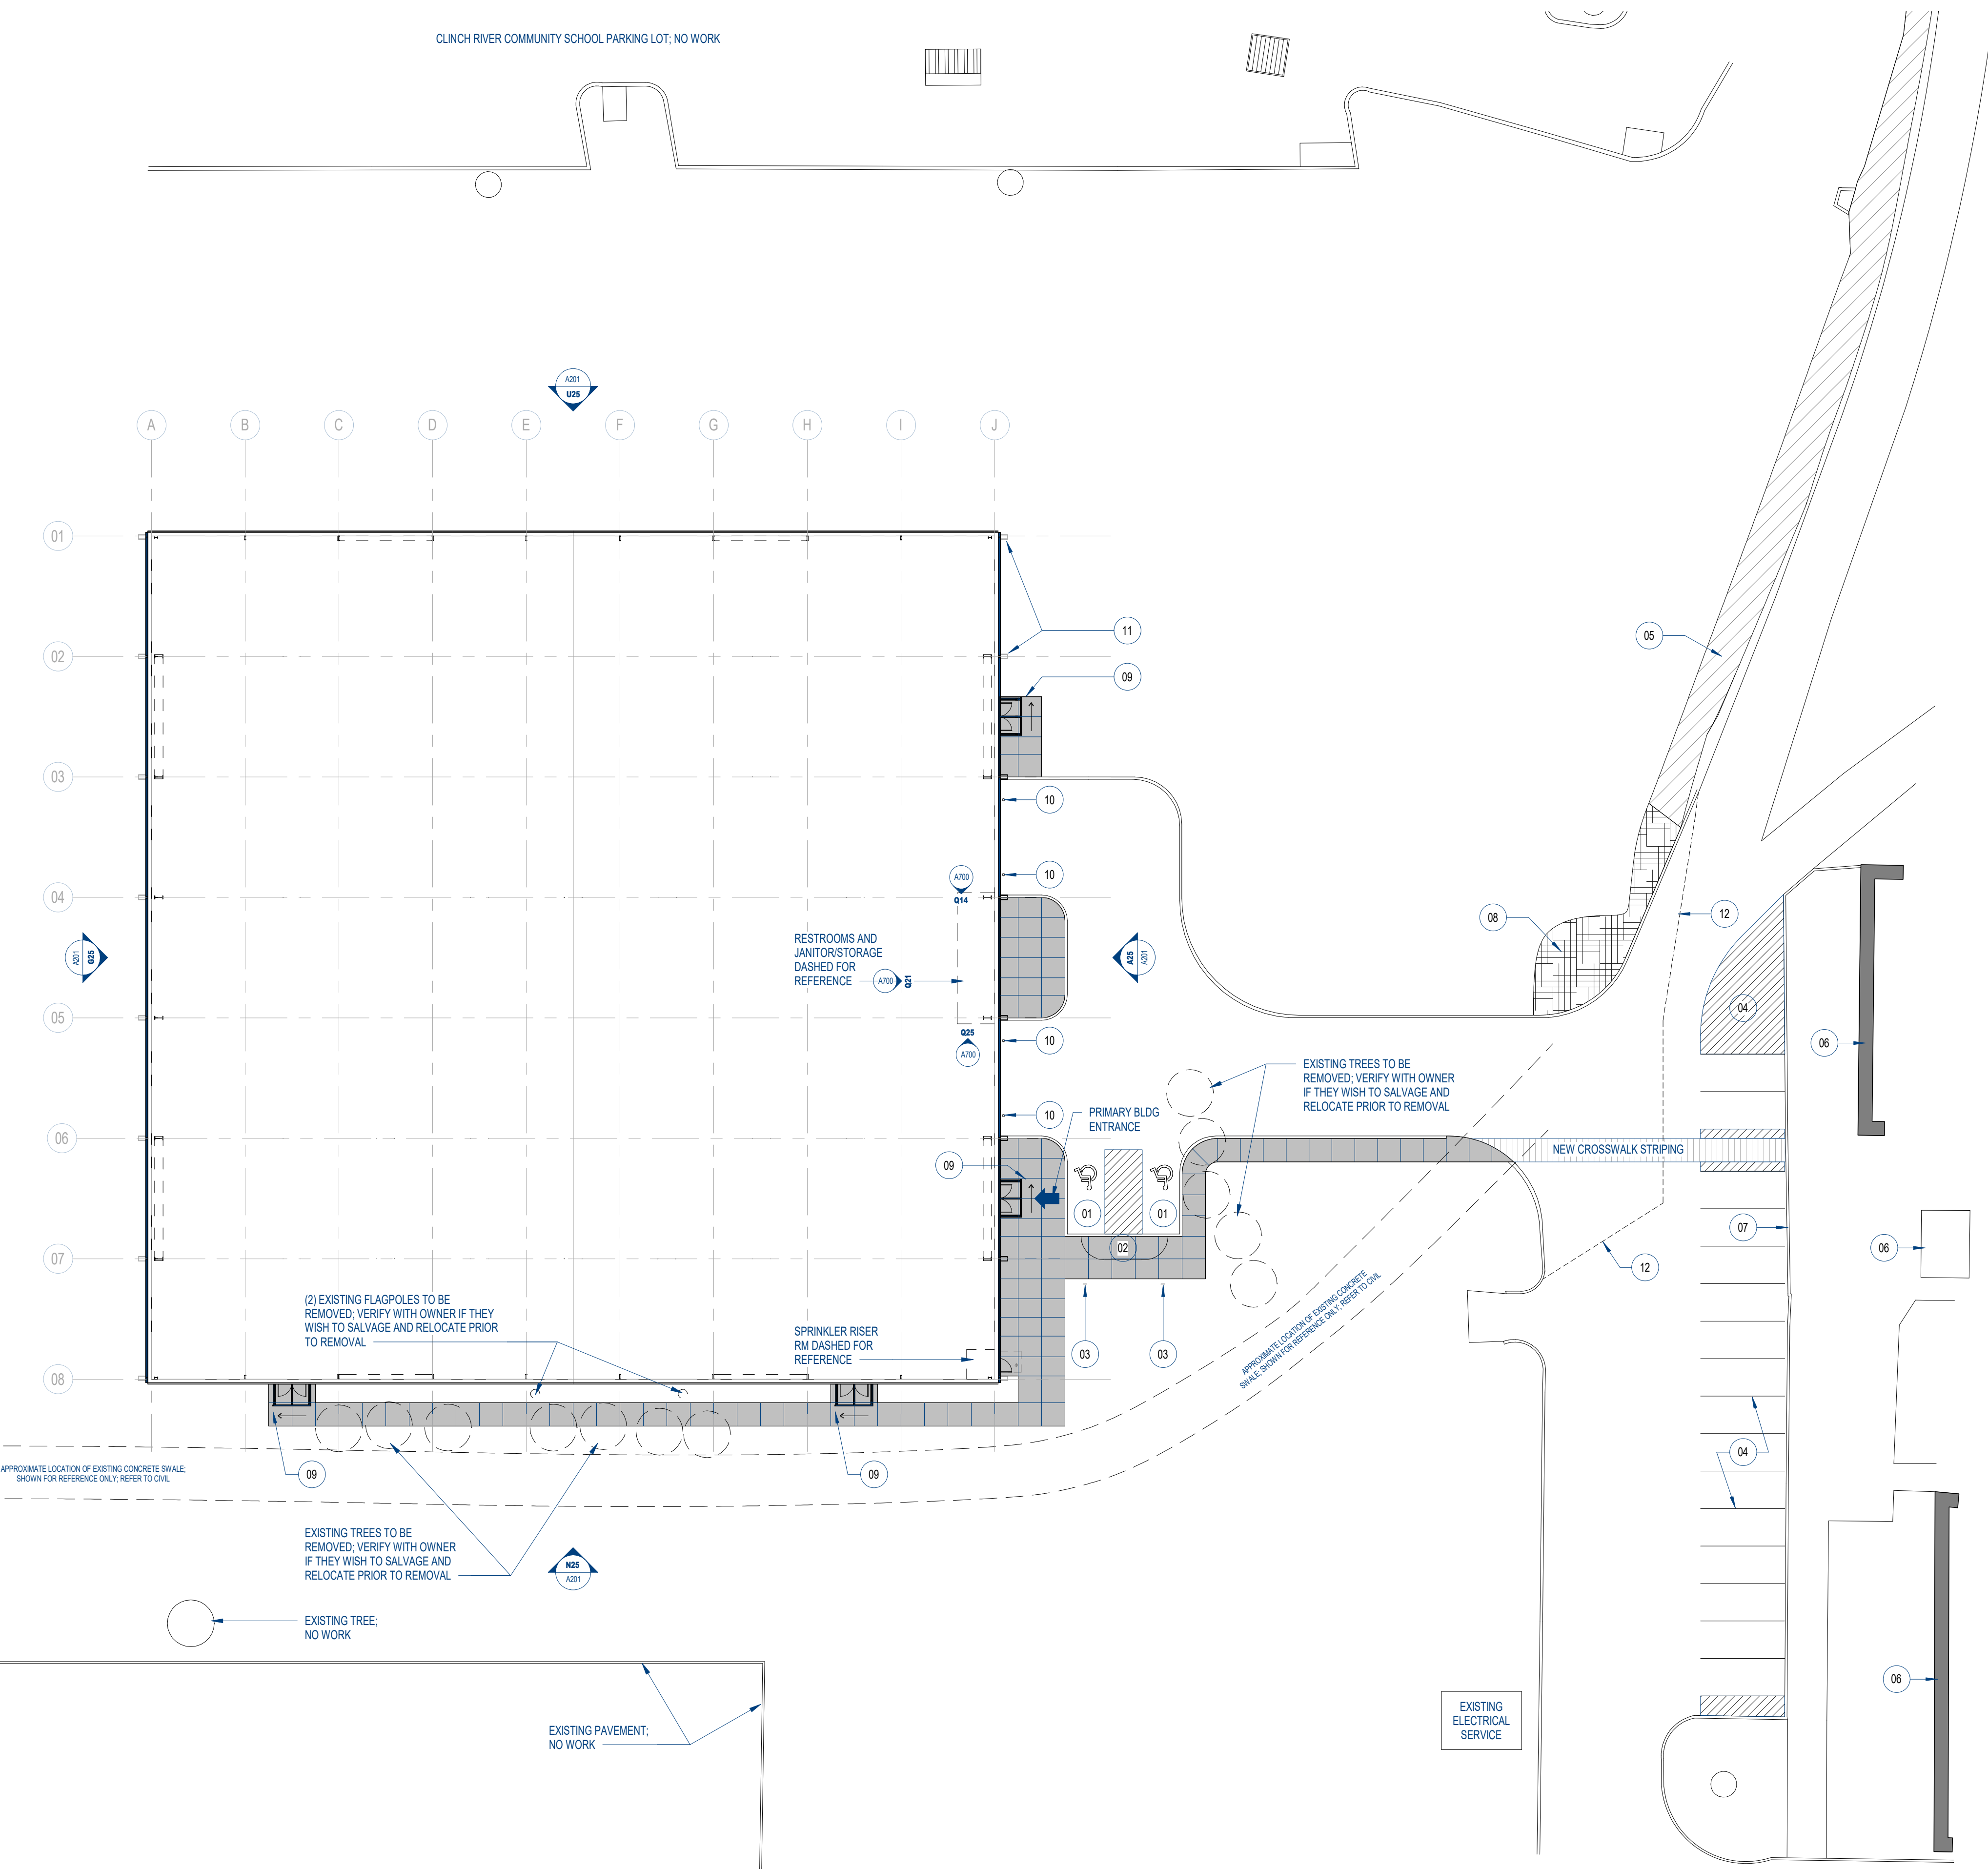 CLINCH RIVER COMMUNITY SCHOOL PARKING LOT; NO WORK
A201
U25
A
B
C
D
E
F
G
H
I
J
01
02
03
04
05
06
07
08
11
09
05
10
10
A700
Q14
RESTROOMS AND
JANITOR/STORAGE
DASHED FOR
REFERENCE
A700
Q21
A201
G25
A25
A201
08
12
04
06
Q25
A700
10
10
EXISTING TREES TO BE
REMOVED; VERIFY WITH OWNER
IF THEY WISH TO SALVAGE AND
RELOCATE PRIOR TO REMOVAL
PRIMARY BLDG
ENTRANCE
NEW CROSSWALK STRIPING
09
01
01
02
07
06
12
(2) EXISTING FLAGPOLES TO BE
REMOVED; VERIFY WITH OWNER IF THEY
WISH TO SALVAGE AND RELOCATE PRIOR
TO REMOVAL
SPRINKLER RISER
RM DASHED FOR
REFERENCE
03
03
APPROXIMATE LOCATION OF EXISTING CONCRETE
SWALE; SHOWN FOR REFERENCE ONLY; REFER TO CIVIL
04
APPROXIMATE LOCATION OF EXISTING CONCRETE SWALE;
SHOWN FOR REFERENCE ONLY; REFER TO CIVIL
09
09
EXISTING TREES TO BE
REMOVED; VERIFY WITH OWNER
IF THEY WISH TO SALVAGE AND
RELOCATE PRIOR TO REMOVAL
N25
A201
EXISTING TREE;
NO WORK
06
EXISTING PAVEMENT;
NO WORK
EXISTING
ELECTRICAL
SERVICE